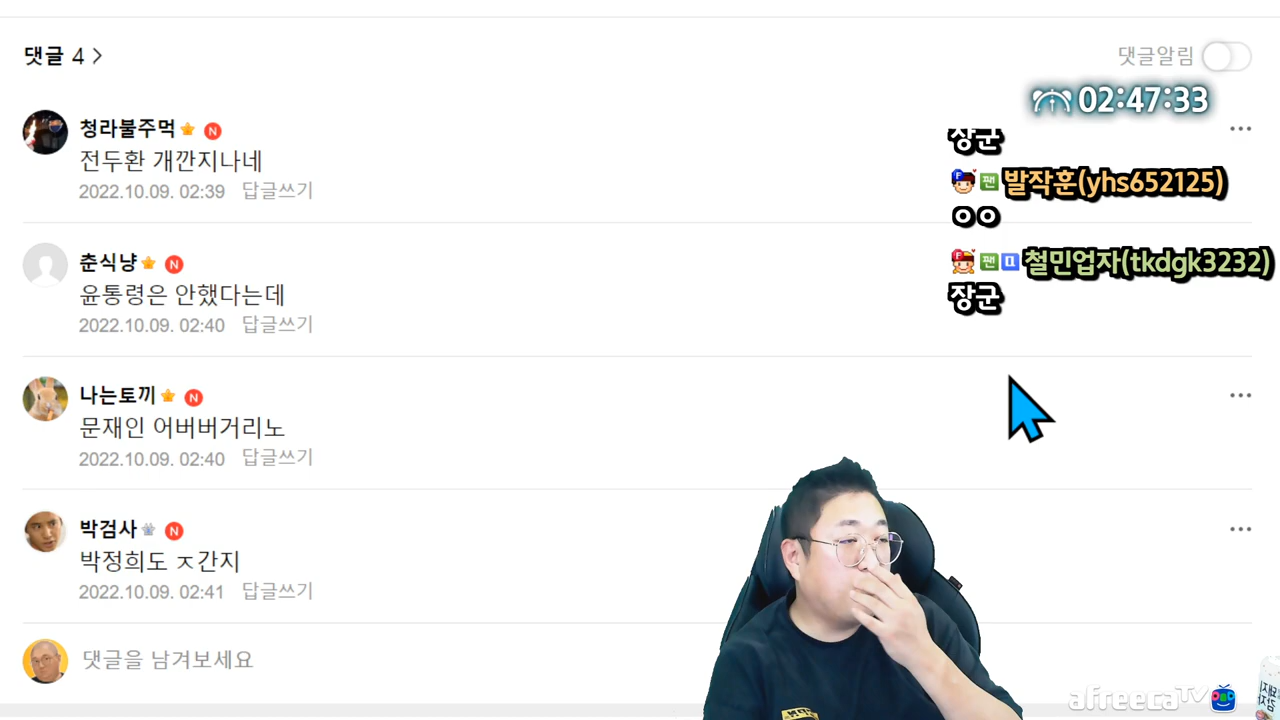 댓글 4 >
댓글알림
02:47:33
장군
발작훈(yhs652125)
ㅇㅇ
철민업자(tkdgk3232)
장군
청라불주먹
전두환 개깐지나네
2022.10.09. 02:39 답글쓰기
춘식냥
윤통령은 안했다는데
2022.10.09. 02:40 답글쓰기
나는토끼
문재인 어버버거리노
2022.10.09. 02:40 답글쓰기
박검사
박정희도 ㅈ간지
2022.10.09. 02:41 답글쓰기
댓글을 남겨보세요
afreecaTV